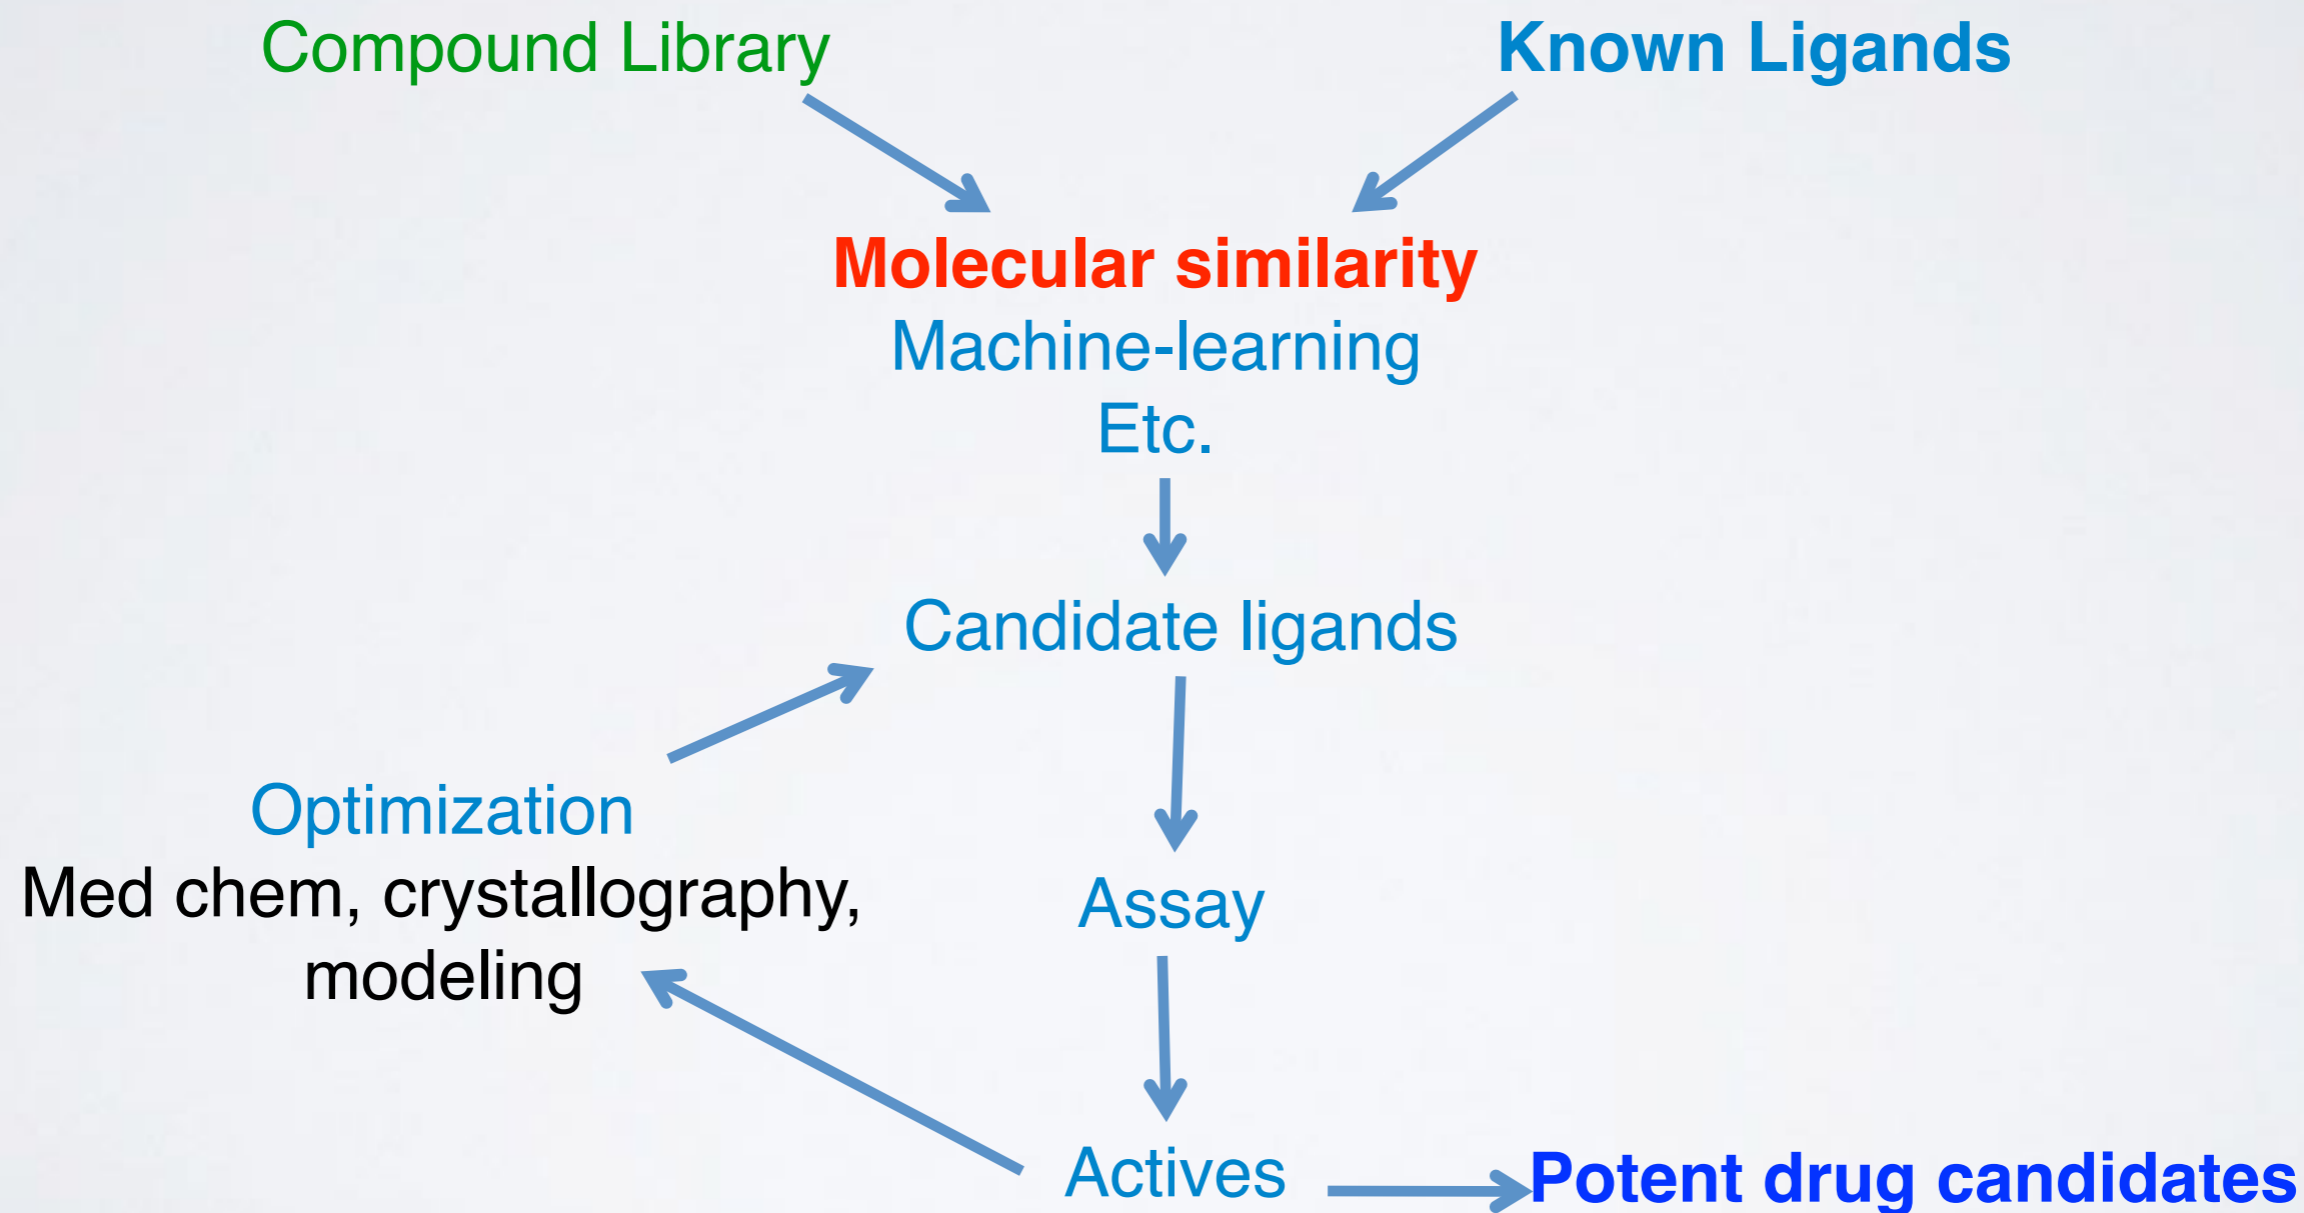 Compound Library
Known Ligands
Molecular similarity
Machine-learning
Etc.
Candidate ligands
Optimization
Med chem, crystallography,
modeling
Assay
Actives
Potent drug candidates